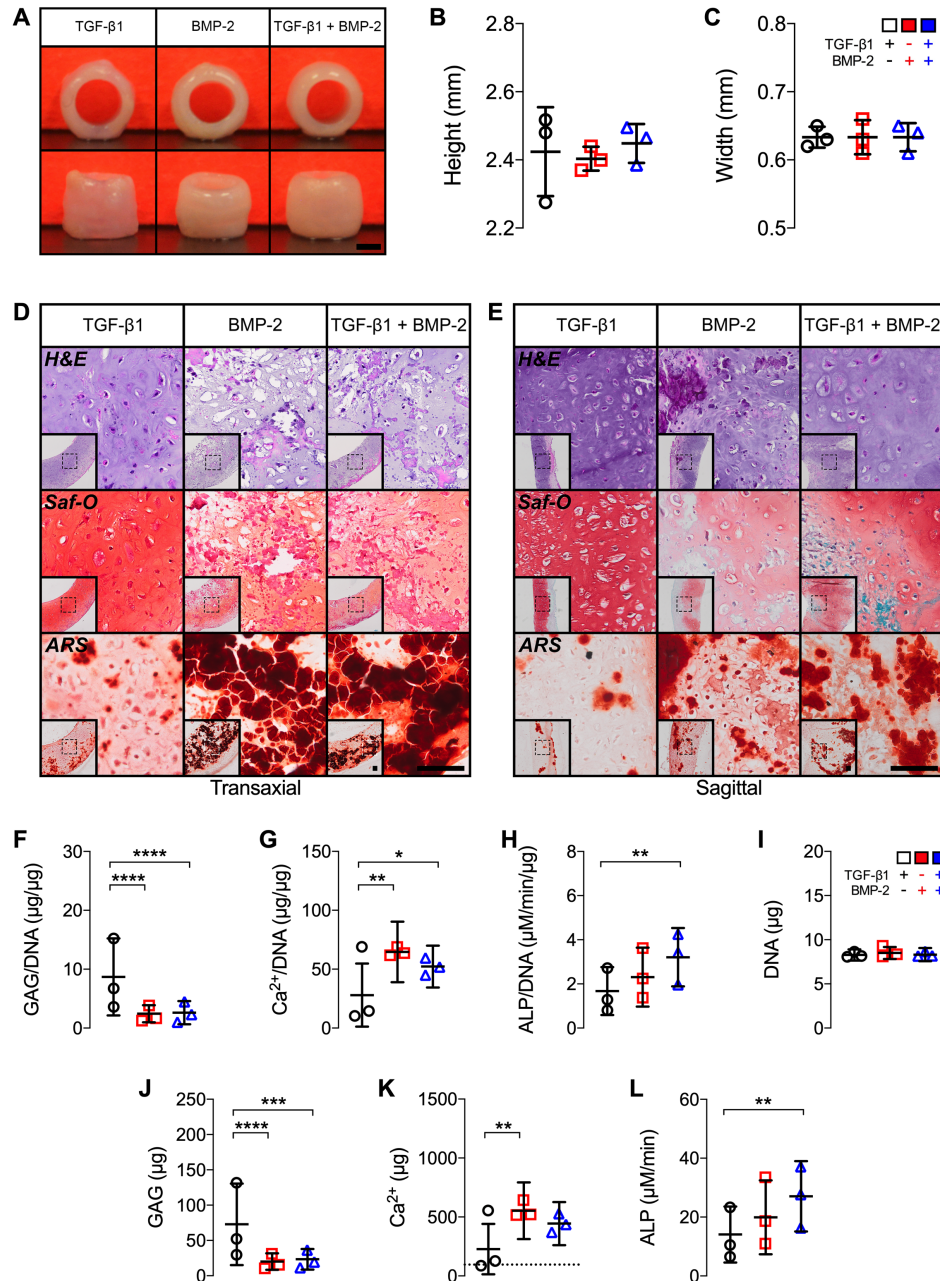 A
TGF-β1 BMP-2 TGF-β1 + BMP-2
B
Height (mm)
2.8
2.6
2.4
2.2
C
Width (mm)
0.8
0.7
0.6
0.5
TGF-β1 + - +
BMP-2 - + +
D
TGF-β1 BMP-2 TGF-β1 + BMP-2
H&E
Saf-O
ARS
Transaxial
E
TGF-β1 BMP-2 TGF-β1 + BMP-2
H&E
Saf-O
ARS
Sagittal
F
GAG/DNA (μg/μg)
30
20
10
0
****
****
G
Ca2+/DNA (μg/μg)
150
100
50
0
*
**
H
ALP/DNA (μM/min/μg)
8
6
4
2
0
**
I
DNA (μg)
20
15
10
5
0
TGF-β1 + - +
BMP-2 - + +
J
GAG (μg)
250
200
150
100
50
0
***
****
K
Ca2+ (μg)
1500
1000
500
0
**
L
ALP (μM/min)
60
40
20
0
**